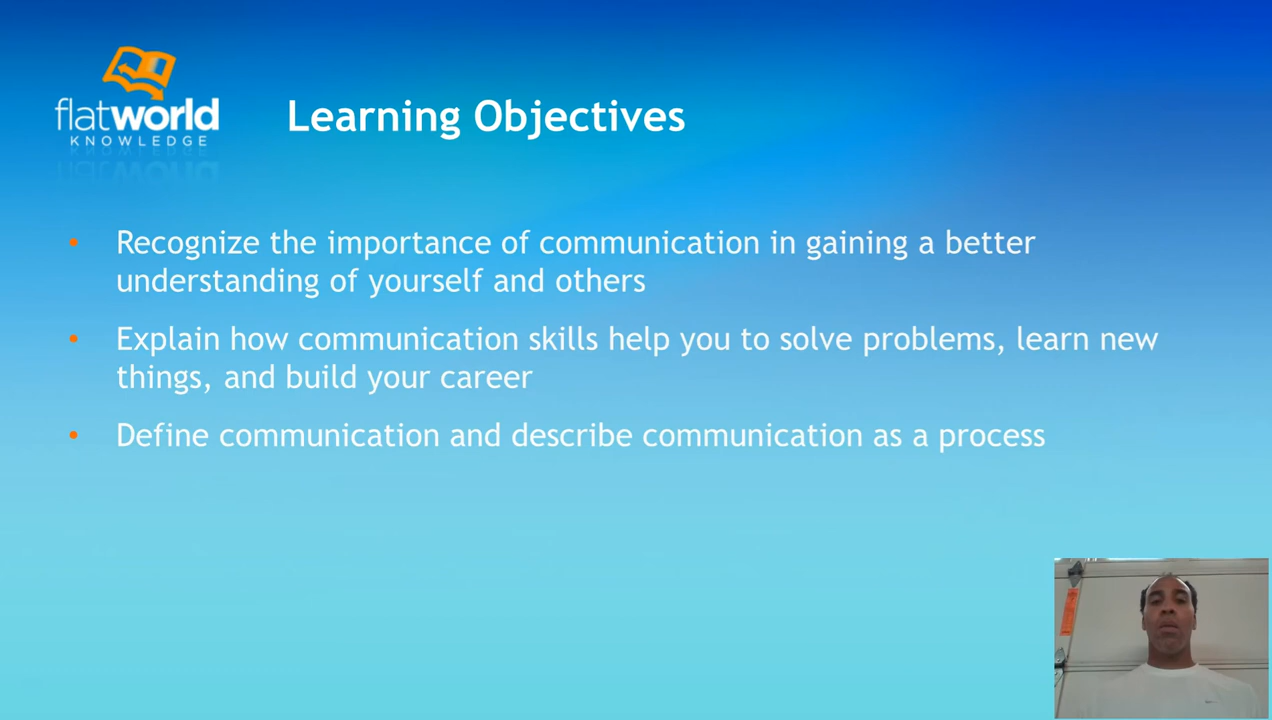 flatworld
KNOWLEDGE
Learning Objectives
• Recognize the importance of communication in gaining a better
understanding of yourself and others
• Explain how communication skills help you to solve problems, learn new
things, and build your career
• Define communication and describe communication as a process